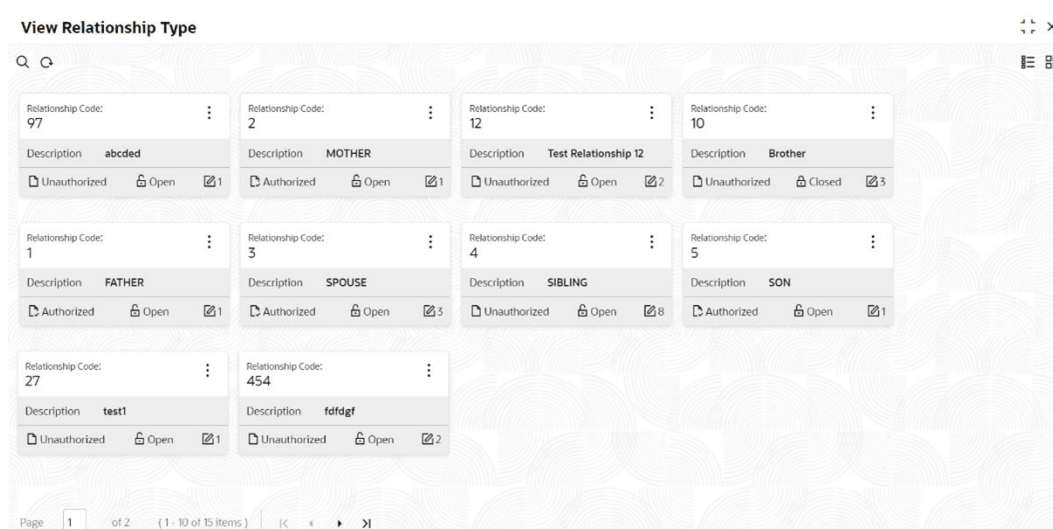 View Relationship Type
Relationship Code:
97
Description abcded
Unauthorized Open 1
Relationship Code:
2
Description MOTHER
Authorized Open 1
Relationship Code:
12
Description Test Relationship 12
Unauthorized Open 2
Relationship Code:
10
Description Brother
Unauthorized Closed 3
Relationship Code:
1
Description FATHER
Authorized Open 1
Relationship Code:
3
Description SPOUSE
Authorized Open 3
Relationship Code:
4
Description SIBLING
Unauthorized Open 8
Relationship Code:
5
Description SON
Authorized Open 1
Relationship Code:
27
Description test1
Unauthorized Open 1
Relationship Code:
454
Description fdfdgf
Unauthorized Open 2
Page 1 of 2 (1 - 10 of 15 items)